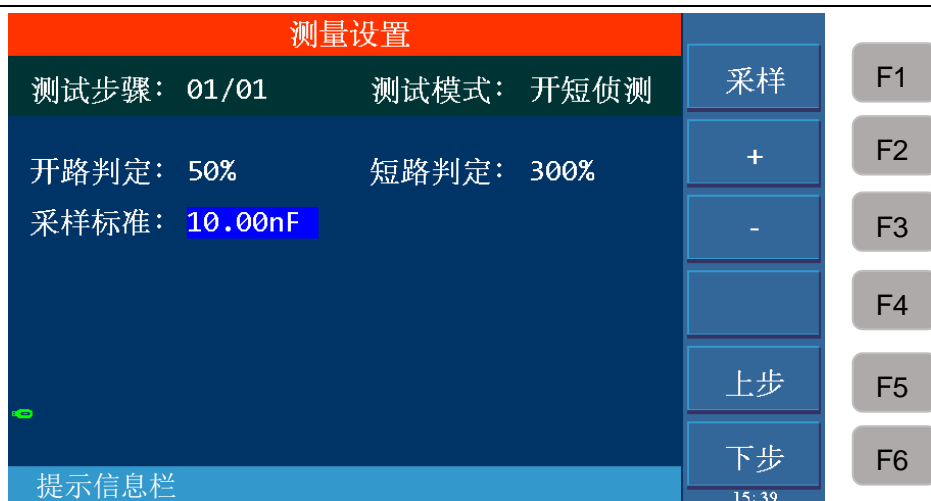 测量设置
测试步骤: 01/01 测试模式: 开短侦测
开路判定: 50% 短路判定: 300%
采样标准: 10.00nF
提示信息栏
采样
+
-
上步
下步
15:39
F1
F2
F3
F4
F5
F6